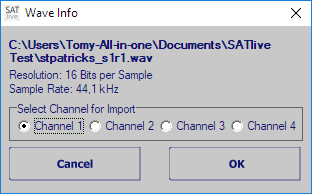 SAT
live
Wave Info
C:\Users\Tomy-All-in-one\Documents\SATlive
Test\stpatricks_s1r1.wav
Resolution: 16 Bits per Sample
Sample Rate: 44,1 kHz
Select Channel for Import
Channel 1 Channel 2 Channel 3 Channel 4
Cancel OK